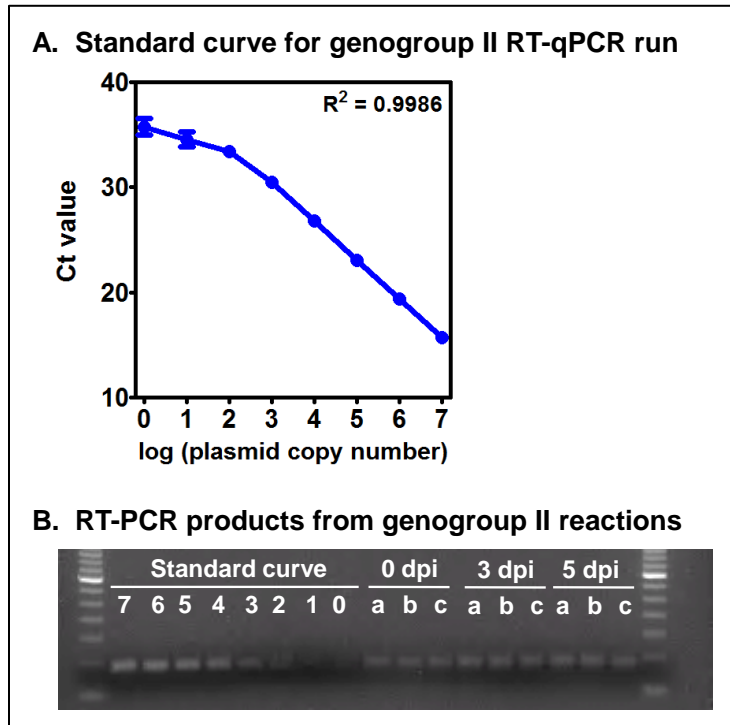 A. Standard curve for genogroup II RT-qPCR run
R² = 0.9986
40
30
20
10
Ct value
0 1 2 3 4 5 6 7
log (plasmid copy number)
B. RT-PCR products from genogroup II reactions
Standard curve 0 dpi 3 dpi 5 dpi
7 6 5 4 3 2 1 0 a b c a b c a b c